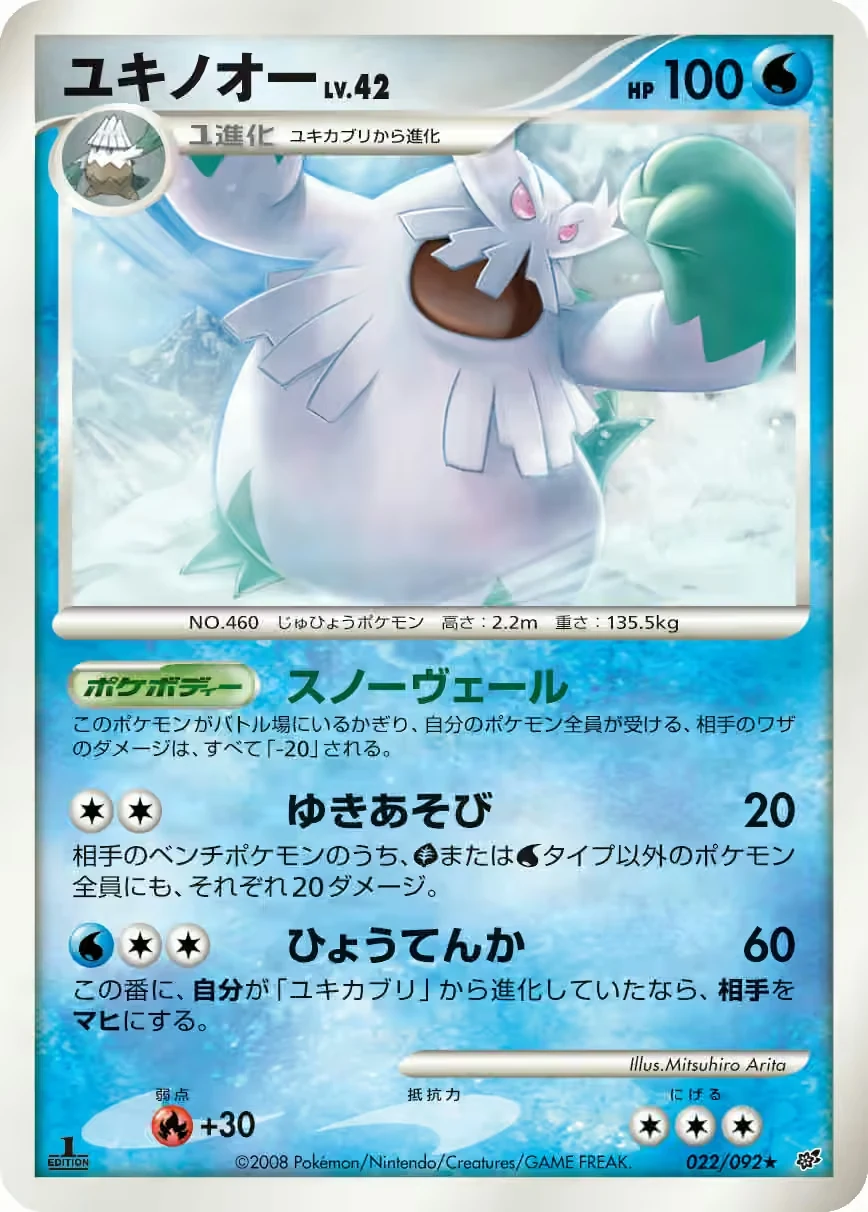 ユキノオー LV.42 HP 100
1進化 ユキカブリから進化
NO.460 じゅひょうポケモン 高さ:2.2m 重さ:135.5kg
ポケボディー スノーヴェール
このポケモンがバトル場にいるかぎり、自分のポケモン全員が受ける、相手のワザ
のダメージは、すべて「-20」される。
ゆきあそび 20
相手のベンチポケモンのうち、またはタイプ以外のポケモン
全員にも、それぞれ20ダメージ。
ひょうてんか 60
この番に、自分が「ユキカブリ」から進化していたなら、相手を
マヒにする。
Illus.Mitsuhiro Arita
弱点 抵抗力 にげる
+30
1 EDITION ©2008 Pokémon/Nintendo/Creatures/GAME FREAK. 022/092★